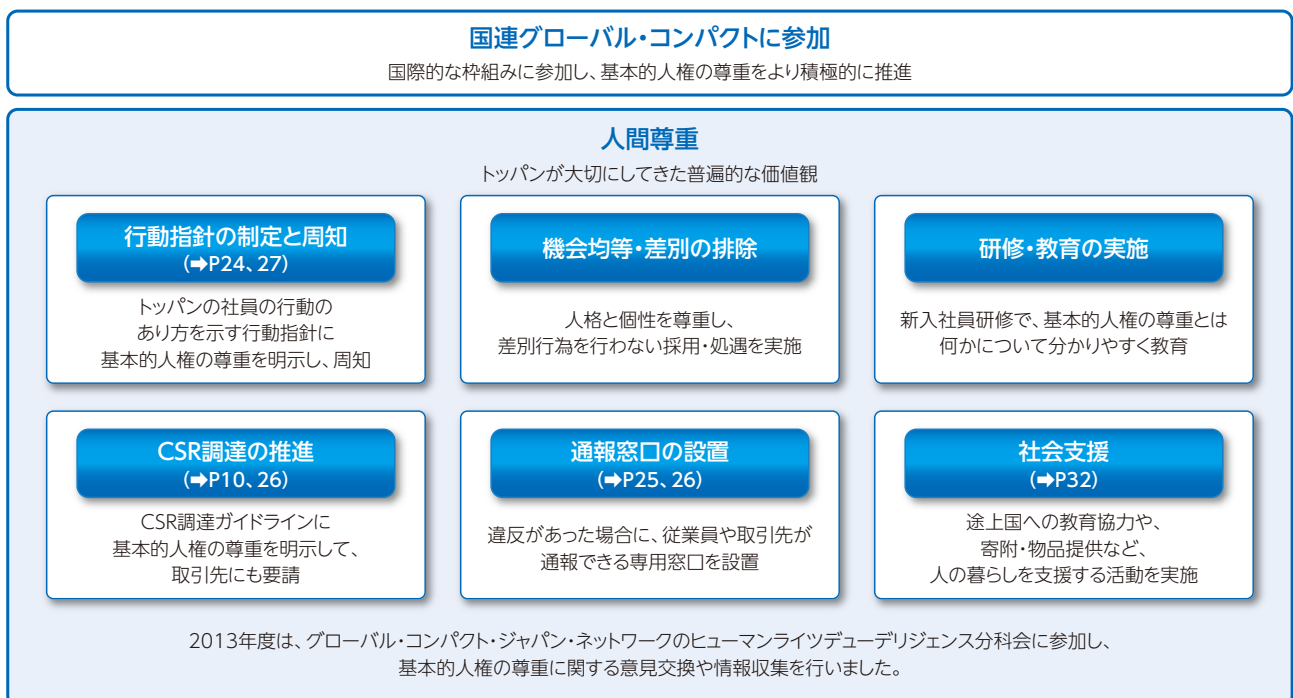 国連グローバル・コンパクトに参加
国際的な枠組みに参加し、基本的人権の尊重をより積極的に推進
人間尊重
トッパンが大切にしてきた普遍的な価値観
行動指針の制定と周知
(➡P24、27)
トッパンの社員の行動の
あり方を示す行動指針に
基本的人権の尊重を明示し、周知
機会均等・差別の排除
人格と個性を尊重し、
差別行為を行わない採用・処遇を実施
研修・教育の実施
新入社員研修で、基本的人権の尊重とは
何かについて分かりやすく教育
CSR調達の推進
(➡P10、26)
CSR調達ガイドラインに
基本的人権の尊重を明示して、
取引先にも要請
通報窓口の設置
(➡P25、26)
違反があった場合に、従業員や取引先が
通報できる専用窓口を設置
社会支援
(➡P32)
途上国への教育協力や、
寄附・物品提供など、
人の暮らしを支援する活動を実施
2013年度は、グローバル・コンパクト・ジャパン・ネットワークのヒューマンライツデューデリジェンス分科会に参加し、
基本的人権の尊重に関する意見交換や情報収集を行いました。